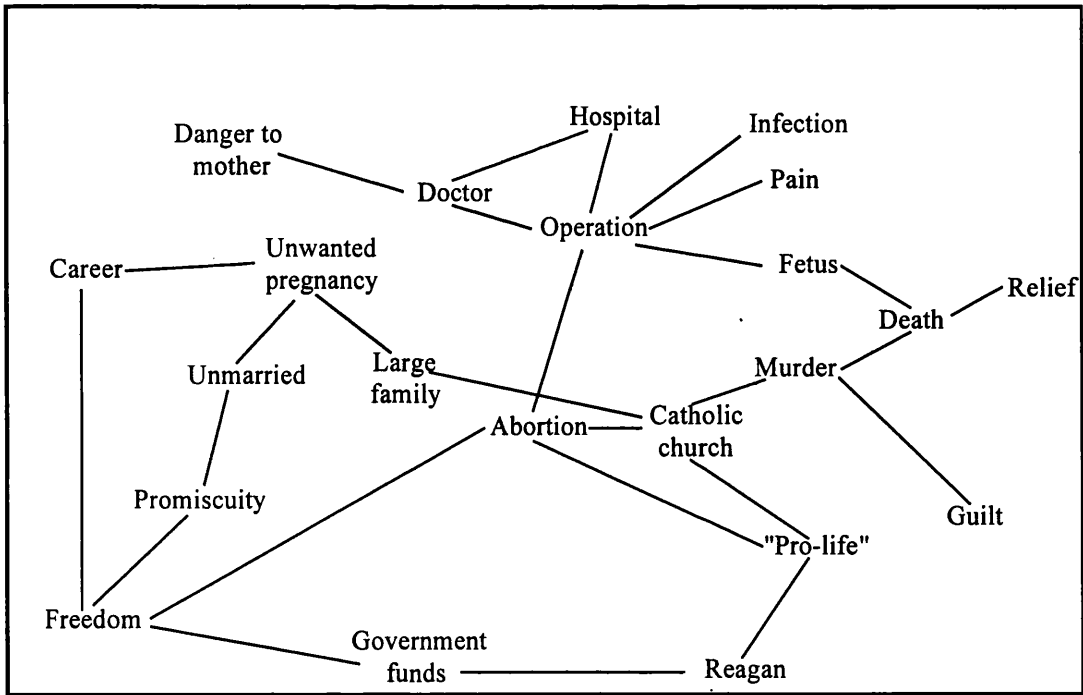 Hospital
Infection
Danger to
mother
Pain
Doctor
Operation
Unwanted
pregnancy
Career
Fetus
Relief
Death
Unmarried
Large
family
Murder
Abortion
Catholic
church
Promiscuity
Guilt
"Pro-life"
Freedom
Government
funds
Reagan